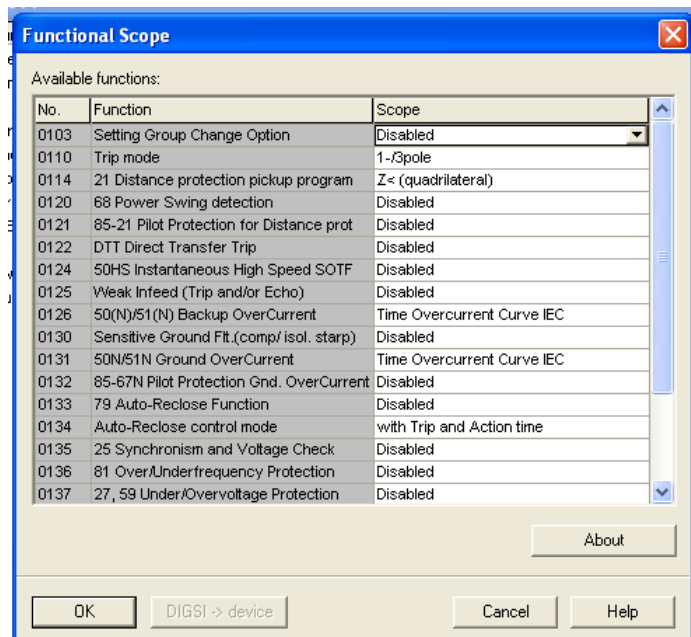 Functional Scope
Available functions:
No. Function Scope
0103 Setting Group Change Option Disabled
0110 Trip mode 1-/3pole
0114 21 Distance protection pickup program Z< (quadrilateral)
0120 68 Power Swing detection Disabled
0121 85-21 Pilot Protection for Distance prot Disabled
0122 DTT Direct Transfer Trip Disabled
0124 50HS Instantaneous High Speed SOTF Disabled
0125 Weak Infeed (Trip and/or Echo) Disabled
0126 50(N)/51(N) Backup OverCurrent Time Overcurrent Curve IEC
0130 Sensitive Ground Flt.(comp/ isol. starp) Disabled
0131 50N/51N Ground OverCurrent Time Overcurrent Curve IEC
0132 85-67N Pilot Protection Gnd. OverCurrent Disabled
0133 79 Auto-Reclose Function Disabled
0134 Auto-Reclose control mode with Trip and Action time
0135 25 Synchronism and Voltage Check Disabled
0136 81 Over/Underfrequency Protection Disabled
0137 27, 59 Under/Overvoltage Protection Disabled
About
OK DIGSI -> device Cancel Help